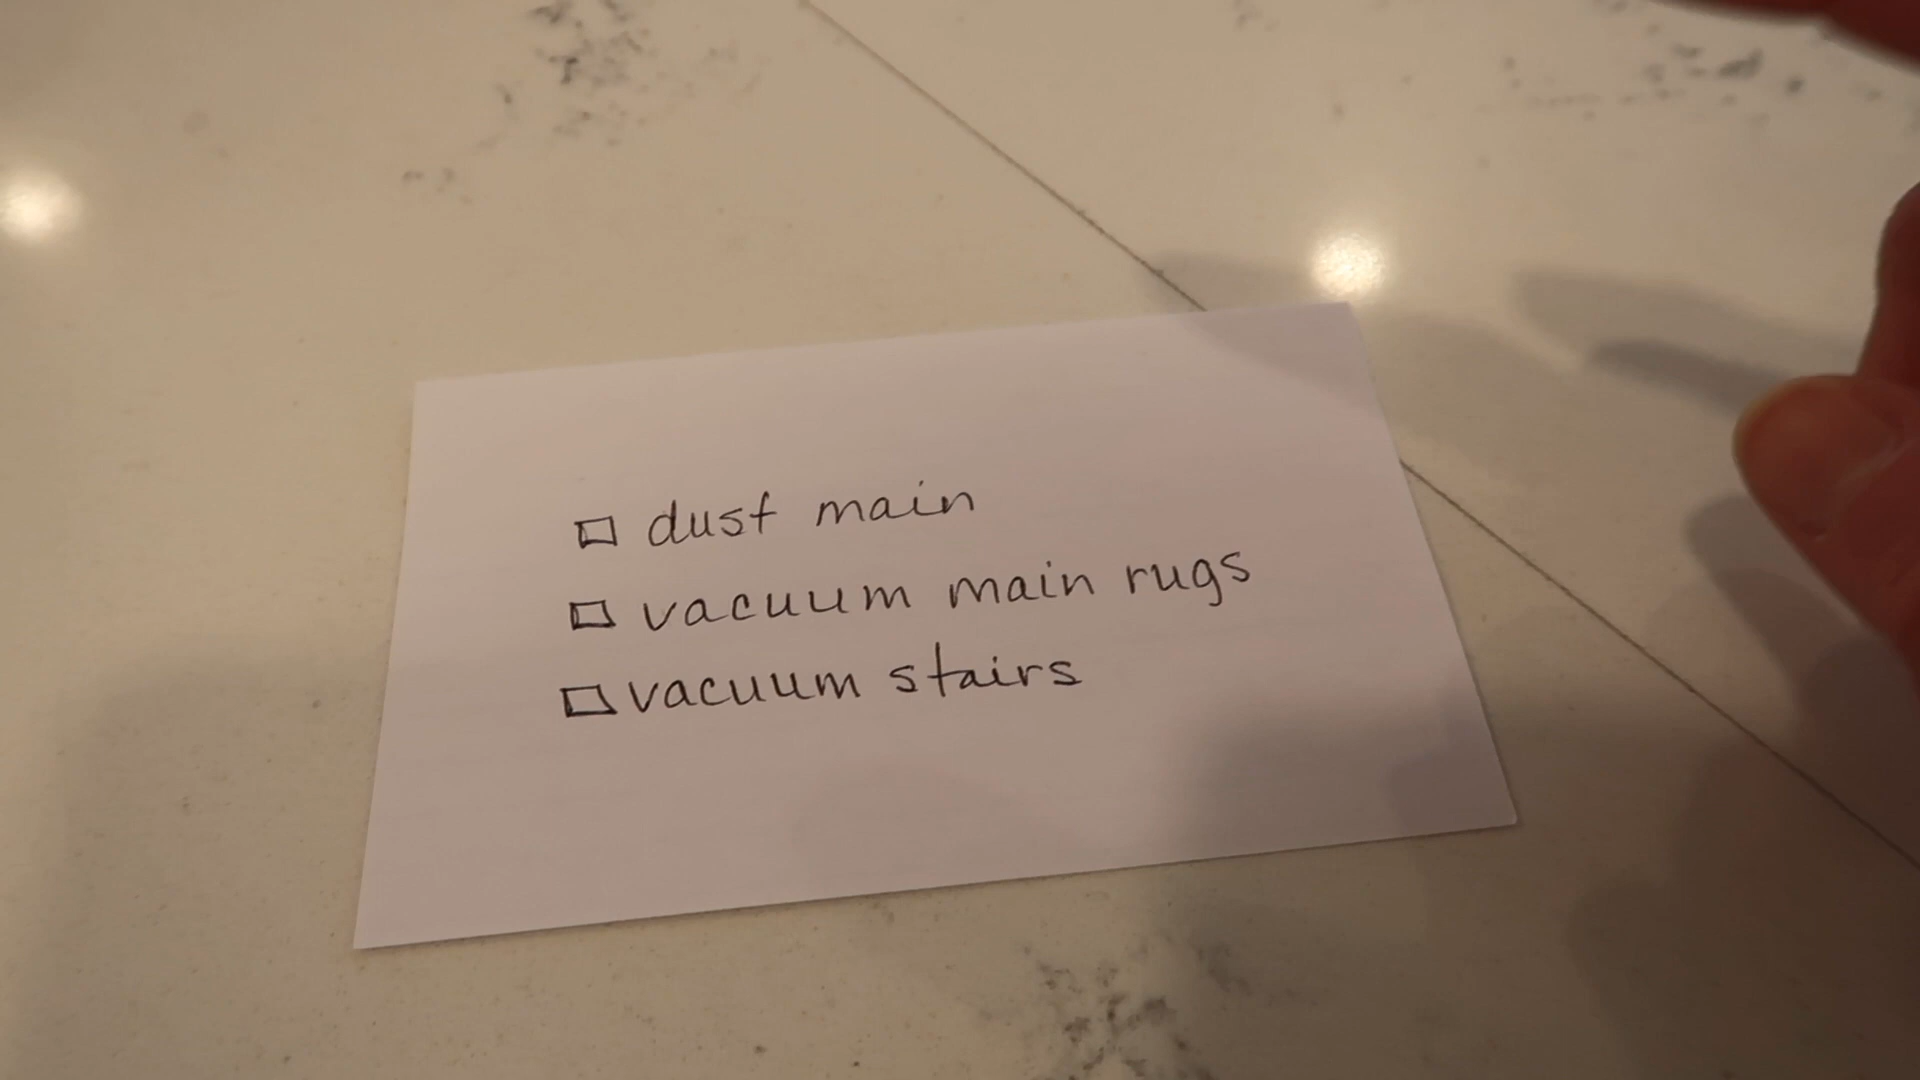 ☐ dust main
☐ vacuum main rugs
☐ vacuum stairs